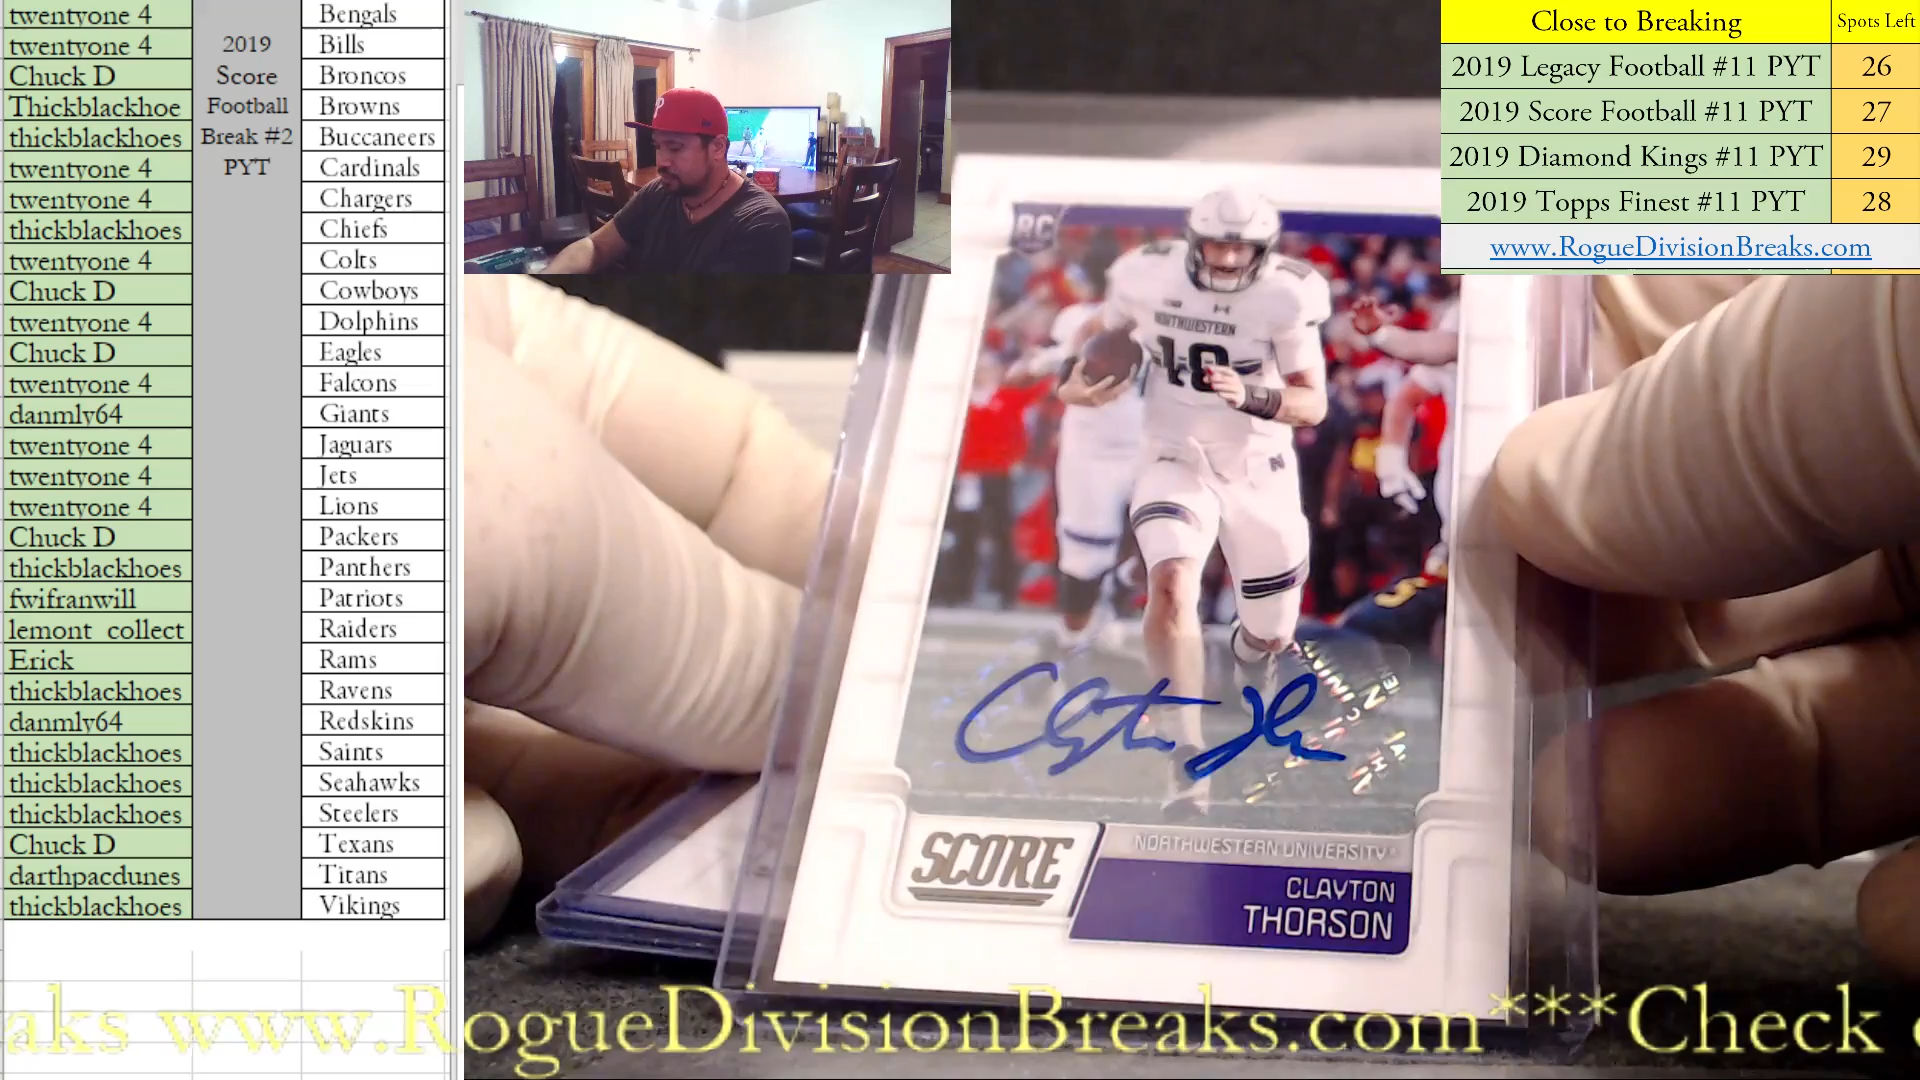 twentyone 4 Bengals
twentyone 4 2019 Bills
Chuck D Score Broncos
Thickblackhoe Football Browns
thickblackhoes Break #2 Buccaneers
twentyone 4 PYT Cardinals
twentyone 4 Chargers
thickblackhoes Chiefs
twentyone 4 Colts
Chuck D Cowboys
twentyone 4 Dolphins
Chuck D Eagles
twentyone 4 Falcons
danmly64 Giants
twentyone 4 Jaguars
twentyone 4 Jets
twentyone 4 Lions
Chuck D Packers
thickblackhoes Panthers
fwifranwill Patriots
lemont_collect Raiders
Erick Rams
thickblackhoes Ravens
danmly64 Redskins
thickblackhoes Saints
thickblackhoes Seahawks
thickblackhoes Steelers
Chuck D Texans
darthpacdunes Titans
thickblackhoes Vikings
Close to Breaking Spots Left
2019 Legacy Football #11 PYT 26
2019 Score Football #11 PYT 27
2019 Diamond Kings #11 PYT 29
2019 Topps Finest #11 PYT 28
www.RogueDivisionBreaks.com
RC
NORTHWESTERN
18
N
SCORE
NORTHWESTERN UNIVERSITY
CLAYTON
THORSON
aks www.RogueDivisionBreaks.com***Check